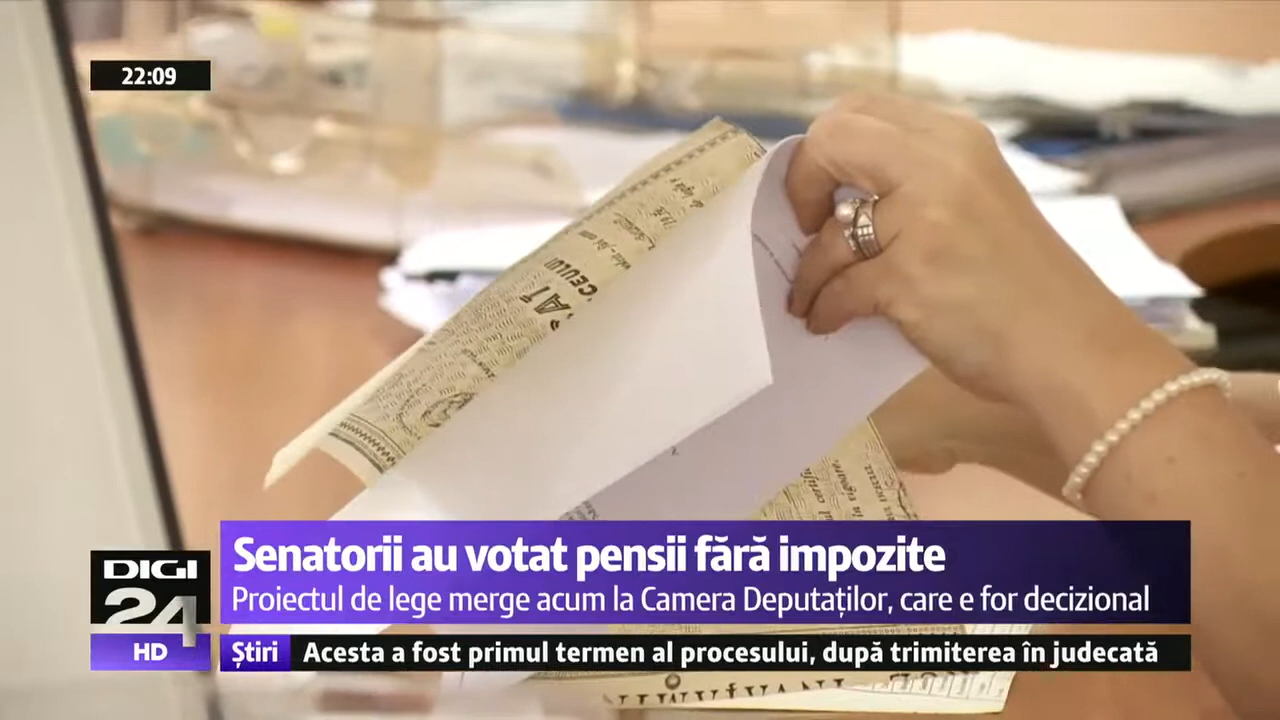 22:09
Senatorii au votat pensii fără impozite
Proiectul de lege merge acum la Camera Deputaților, care e for decizional
DIGI
24
HD
Știri
Acesta a fost primul termen al procesului, după trimiterea în judecată